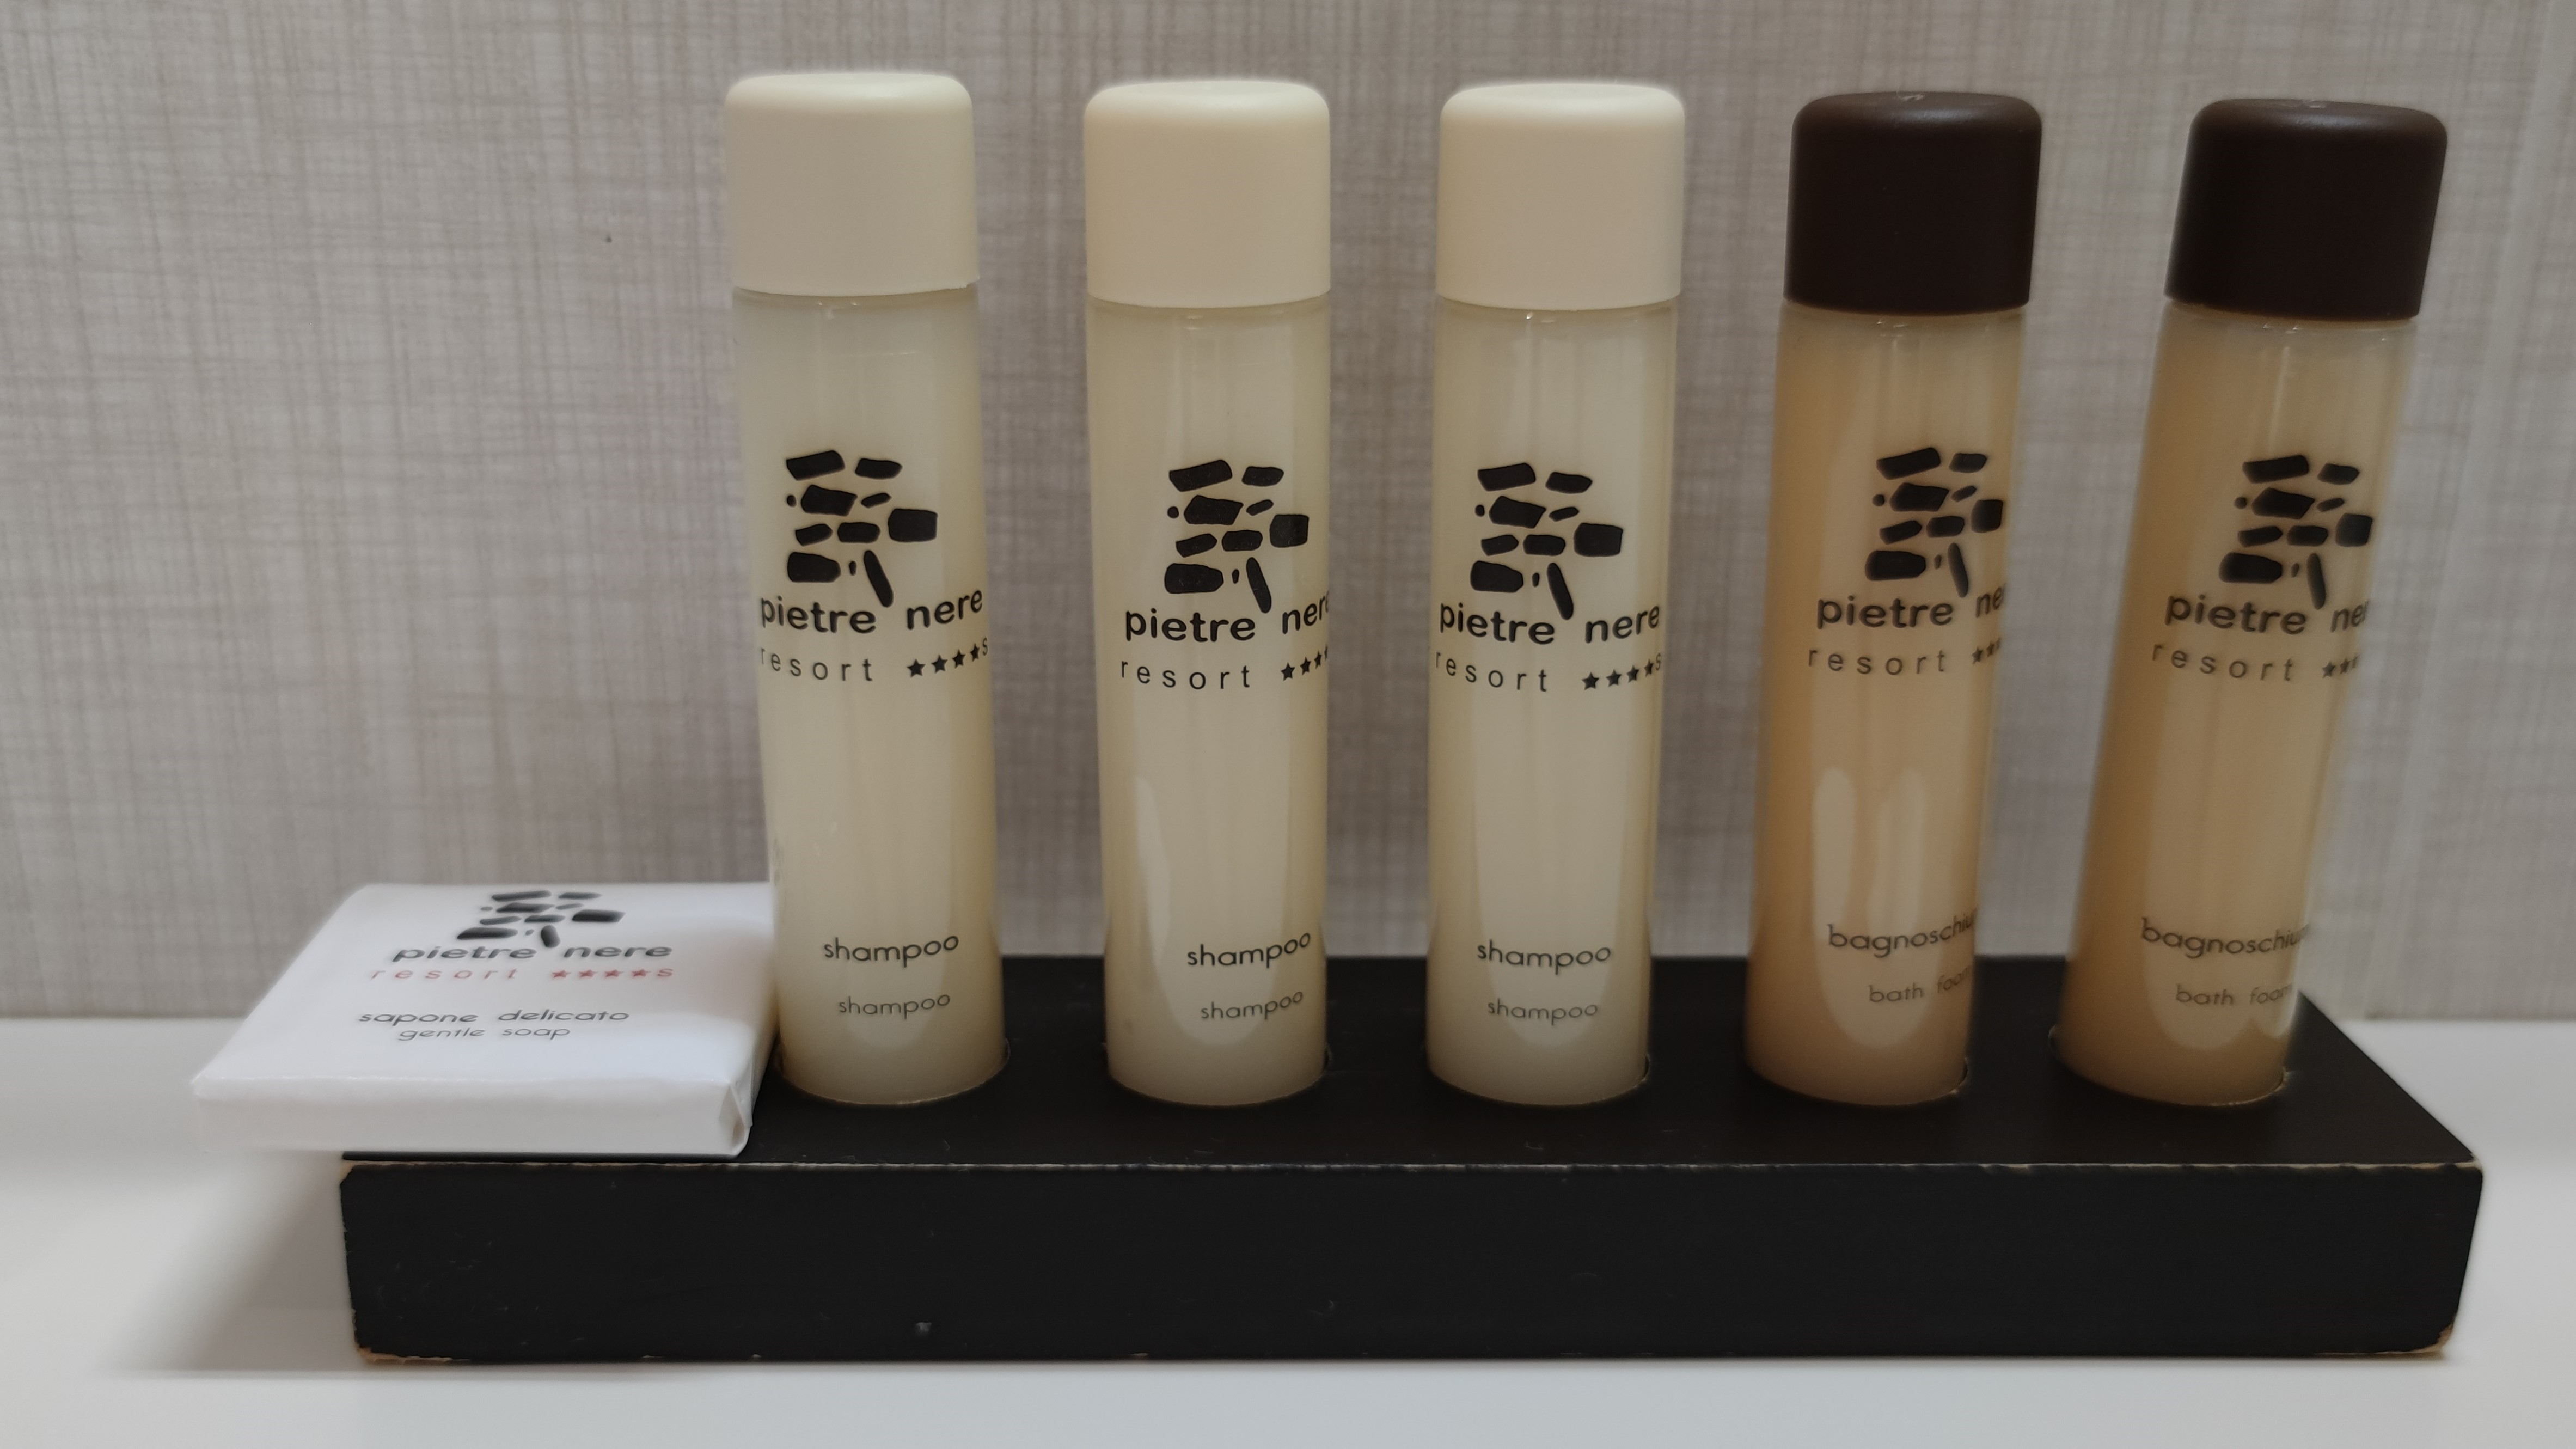 pietre nere
resort ★★★★s
sapone delicato
gentle soap
pietre nere
resort ★★★★s
shampoo
shampoo
pietre
resort ★★★★
shampoo
shampoo
pietre nere
resort ★★★★s
shampoo
shampoo
pietre
resort
bath
pietre
resort
bath